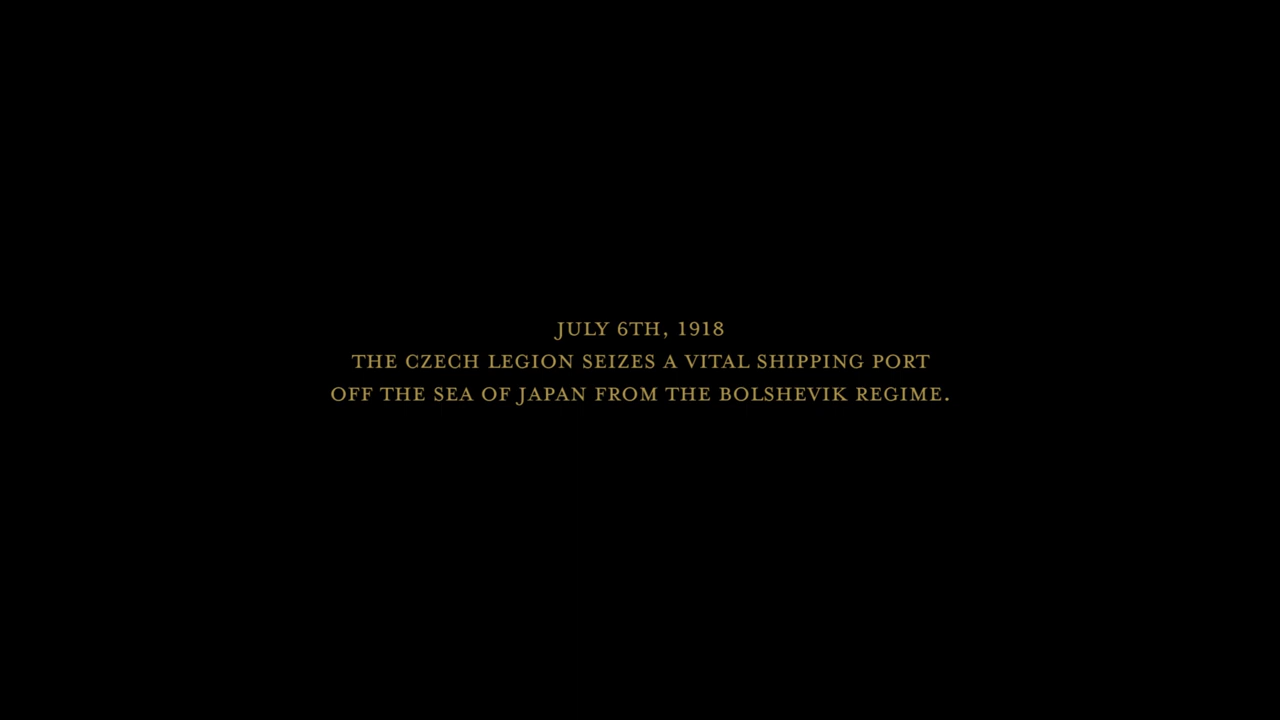 JULY 6TH, 1918
THE CZECH LEGION SEIZES A VITAL SHIPPING PORT
OFF THE SEA OF JAPAN FROM THE BOLSHEVIK REGIME.